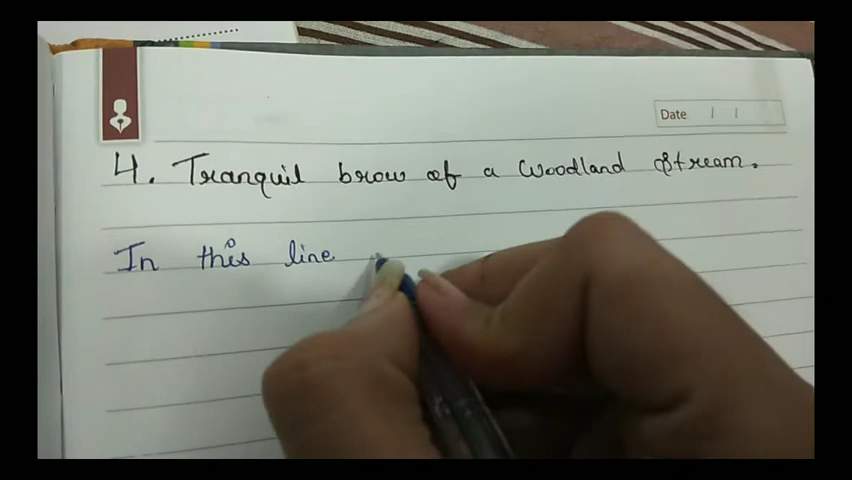 Date / /
4. Tranquil brow of a Woodland Stream.
In this line